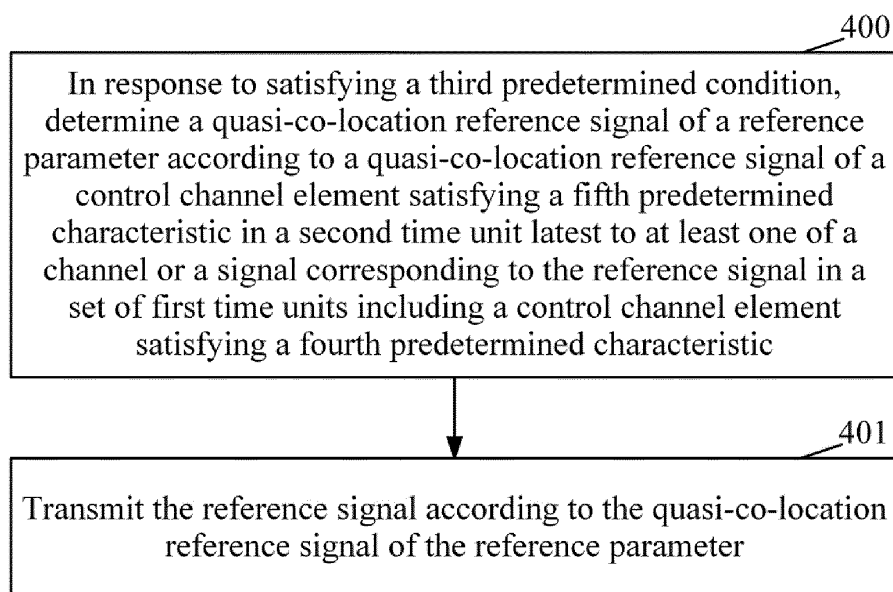 400
In response to satisfying a third predetermined condition,
determine a quasi-co-location reference signal of a reference
parameter according to a quasi-co-location reference signal of a
control channel element satisfying a fifth predetermined
characteristic in a second time unit latest to at least one of a
channel or a signal corresponding to the reference signal in a
set of first time units including a control channel element
satisfying a fourth predetermined characteristic
401
Transmit the reference signal according to the quasi-co-location
reference signal of the reference parameter